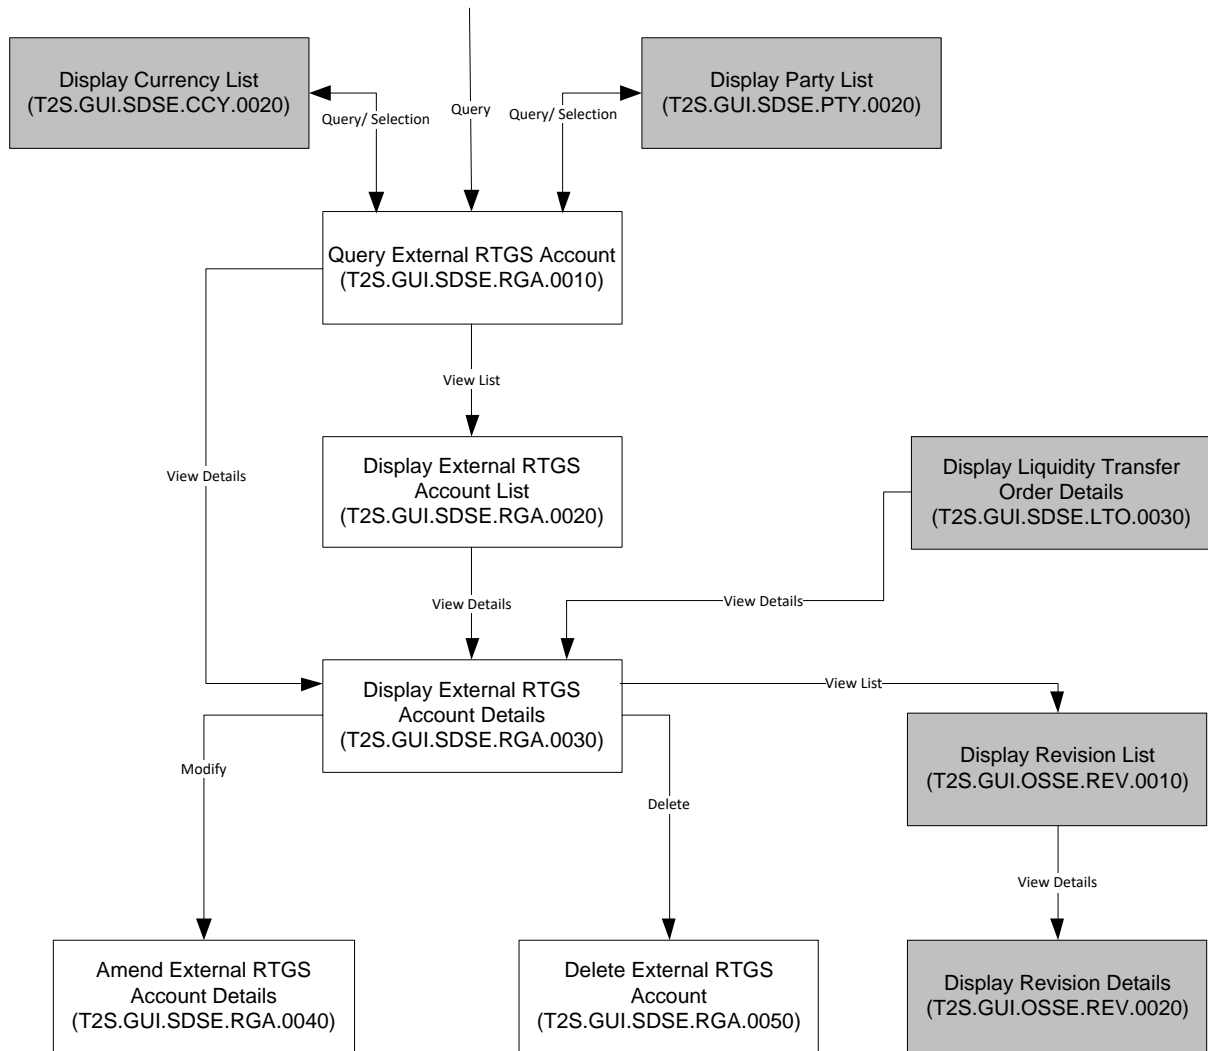 Display Currency List
(T2S.GUI.SDSE.CCY.0020)
Query/ Selection
Query
Query/ Selection
Display Party List
(T2S.GUI.SDSE.PTY.0020)
Query External RTGS Account
(T2S.GUI.SDSE.RGA.0010)
View List
View Details
Display External RTGS
Account List
(T2S.GUI.SDSE.RGA.0020)
Display Liquidity Transfer
Order Details
(T2S.GUI.SDSE.LTO.0030)
View Details
View Details
Display External RTGS
Account Details
(T2S.GUI.SDSE.RGA.0030)
View List
Modify
Delete
Display Revision List
(T2S.GUI.OSSE.REV.0010)
View Details
Amend External RTGS
Account Details
(T2S.GUI.SDSE.RGA.0040)
Delete External RTGS
Account
(T2S.GUI.SDSE.RGA.0050)
Display Revision Details
(T2S.GUI.OSSE.REV.0020)